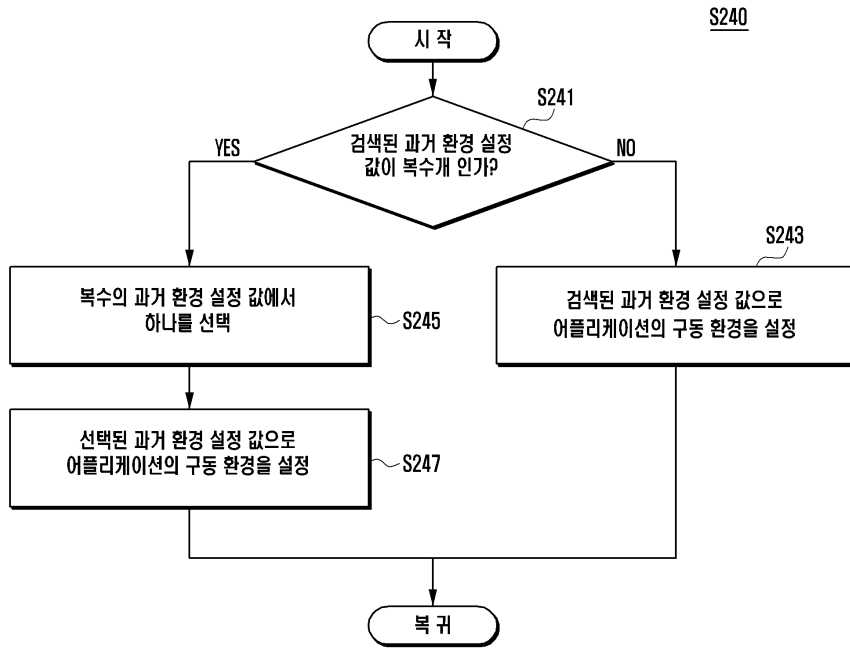 S240
시 작
S241
검색된 과거 환경 설정
값이 복수개 인가?
YES
NO
S243
복수의 과거 환경 설정 값에서
하나를 선택
S245
검색된 과거 환경 설정 값으로
어플리케이션의 구동 환경을 설정
선택된 과거 환경 설정 값으로
어플리케이션의 구동 환경을 설정
S247
복 귀